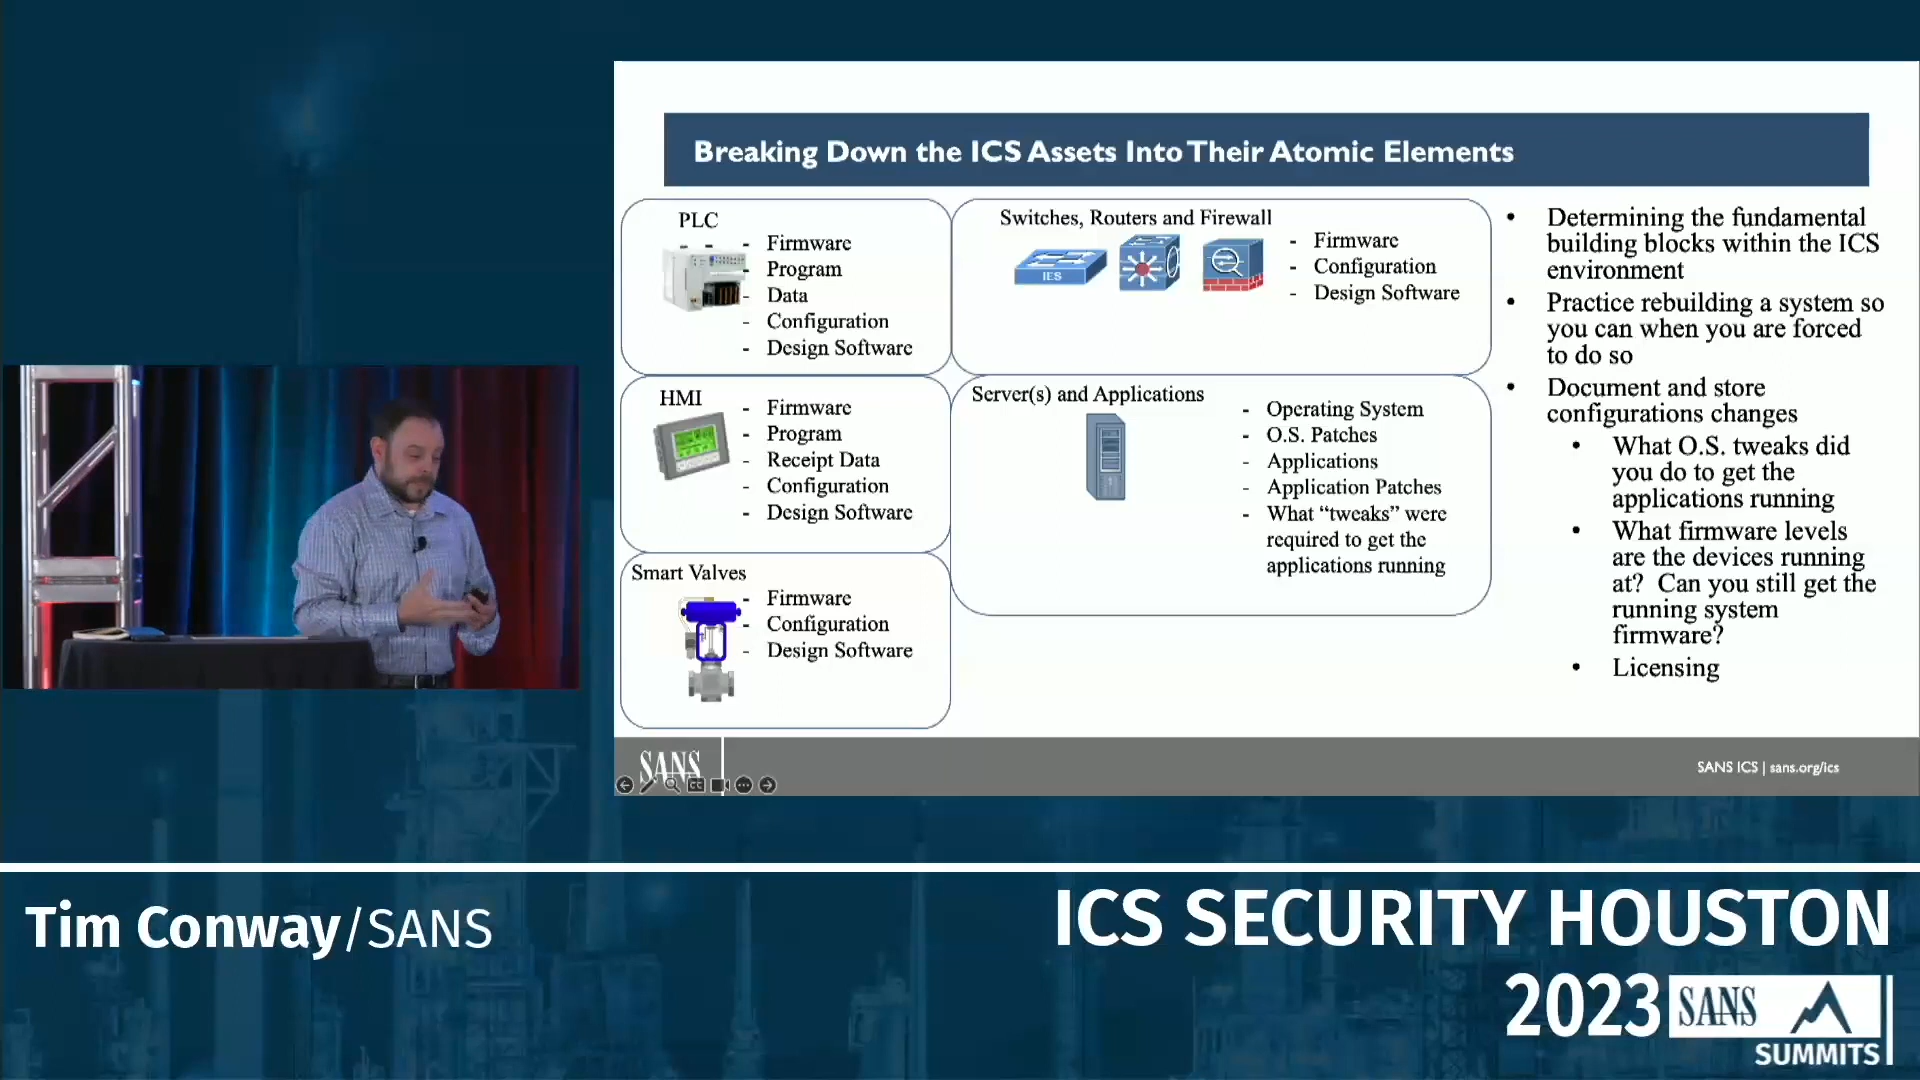 Breaking Down the ICS Assets Into Their Atomic Elements
PLC
- Firmware
- Program
- Data
- Configuration
- Design Software
HMI
- Firmware
- Program
- Receipt Data
- Configuration
- Design Software
Smart Valves
- Firmware
- Configuration
- Design Software
Switches, Routers and Firewall
IES
- Firmware
- Configuration
- Design Software
Server(s) and Applications
- Operating System
- O.S. Patches
- Applications
- Application Patches
- What “tweaks” were
required to get the
applications running
• Determining the fundamental
building blocks within the ICS
environment
• Practice rebuilding a system so
you can when you are forced
to do so
• Document and store
configurations changes
• What O.S. tweaks did
you do to get the
applications running
• What firmware levels
are the devices running
at? Can you still get the
running system
firmware?
• Licensing
SANS
CC
SANS ICS | sans.org/ics
Tim Conway/SANS
ICS SECURITY HOUSTON
2023
SANS
SUMMITS